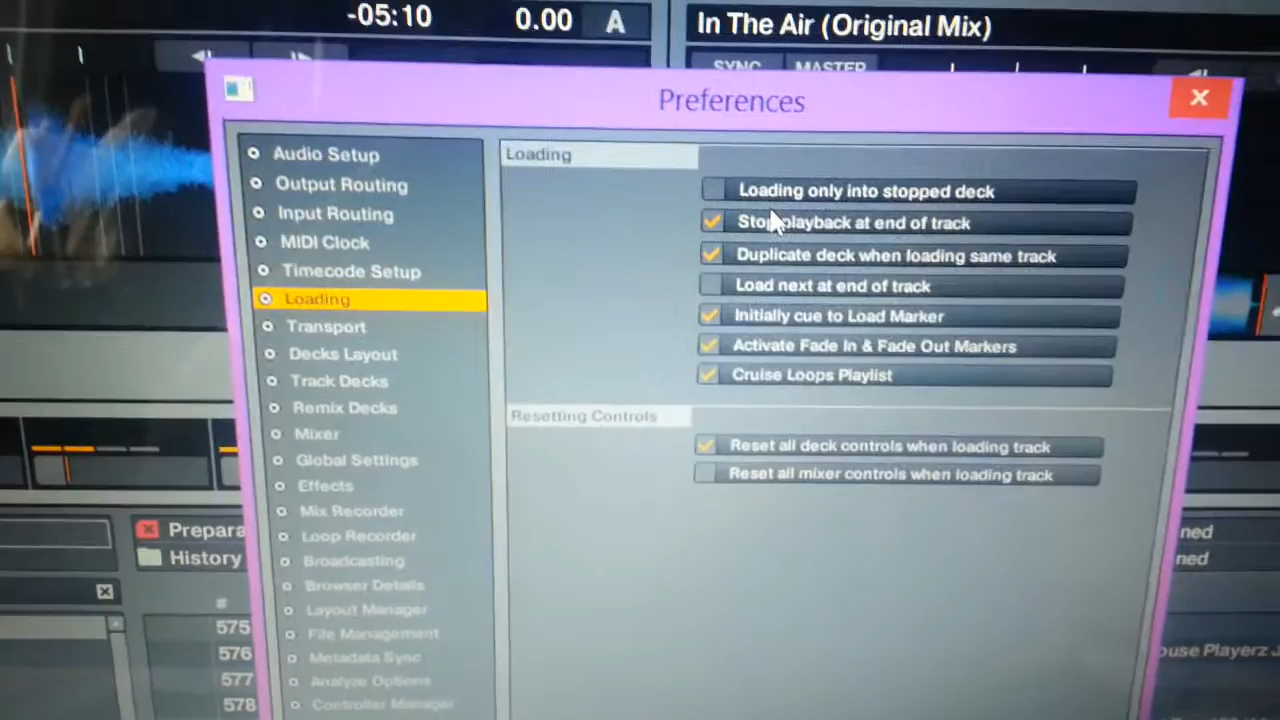 -05:10
0.00
A
In The Air (Original Mix)
SYNC
MASTER
Preferences
Audio Setup
Output Routing
Input Routing
MIDI Clock
Timecode Setup
Loading
Transport
Decks Layout
Track Decks
Remix Decks
Mixer
Global Settings
Effects
Mix Recorder
Loop Recorder
Broadcasting
Browser Details
Layout Manager
File Management
Metadata Sync
Analyze Options
Controller Manager
Loading
Loading only into stopped deck
Stop playback at end of track
Duplicate deck when loading same track
Load next at end of track
Initially cue to Load Marker
Activate Fade In & Fade Out Markers
Cruise Loops Playlist
Resetting Controls
Reset all deck controls when loading track
Reset all mixer controls when loading track
Prepara
History
#
575
576
577
578
ned
ned
ouse Playerz J